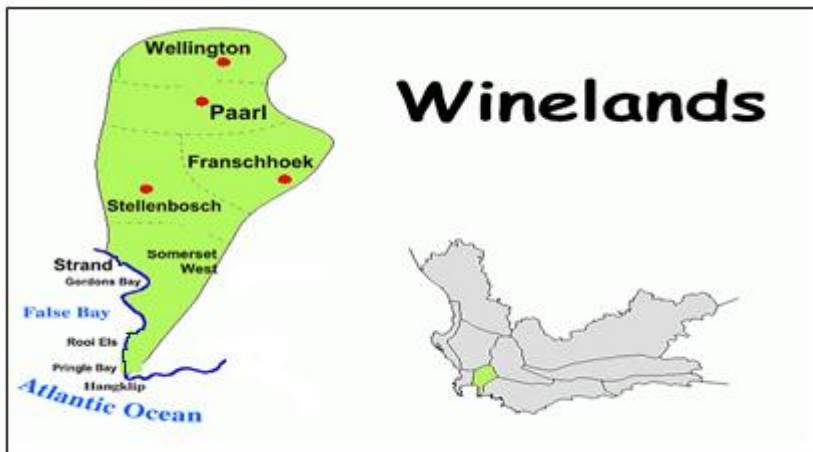 Wellington
Paarl
Winelands
Franschhoek
Stellenbosch
Somerset
West
Strand
Gordons Bay
False Bay
Rooi Els
Pringle Bay
Hangklip
Atlantic Ocean